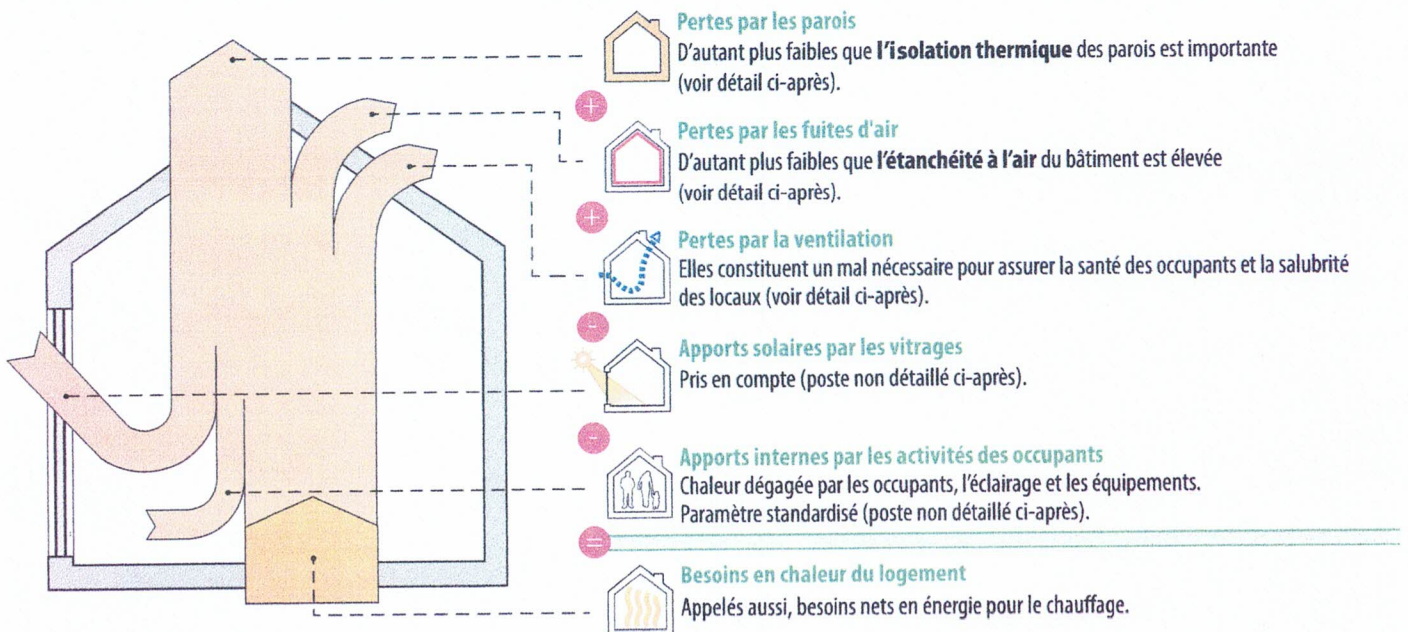 Pertes par les parois
D'autant plus faibles que l'isolation thermique des parois est importante
(voir détail ci-après).
+
Pertes par les fuites d'air
D'autant plus faibles que l'étanchéité à l'air du bâtiment est élevée
(voir détail ci-après).
+
Pertes par la ventilation
Elles constituent un mal nécessaire pour assurer la santé des occupants et la salubrité
des locaux (voir détail ci-après).
-
Apports solaires par les vitrages
Pris en compte (poste non détaillé ci-après).
-
Apports internes par les activités des occupants
Chaleur dégagée par les occupants, l'éclairage et les équipements.
Paramètre standardisé (poste non détaillé ci-après).
=
Besoins en chaleur du logement
Appelés aussi, besoins nets en énergie pour le chauffage.